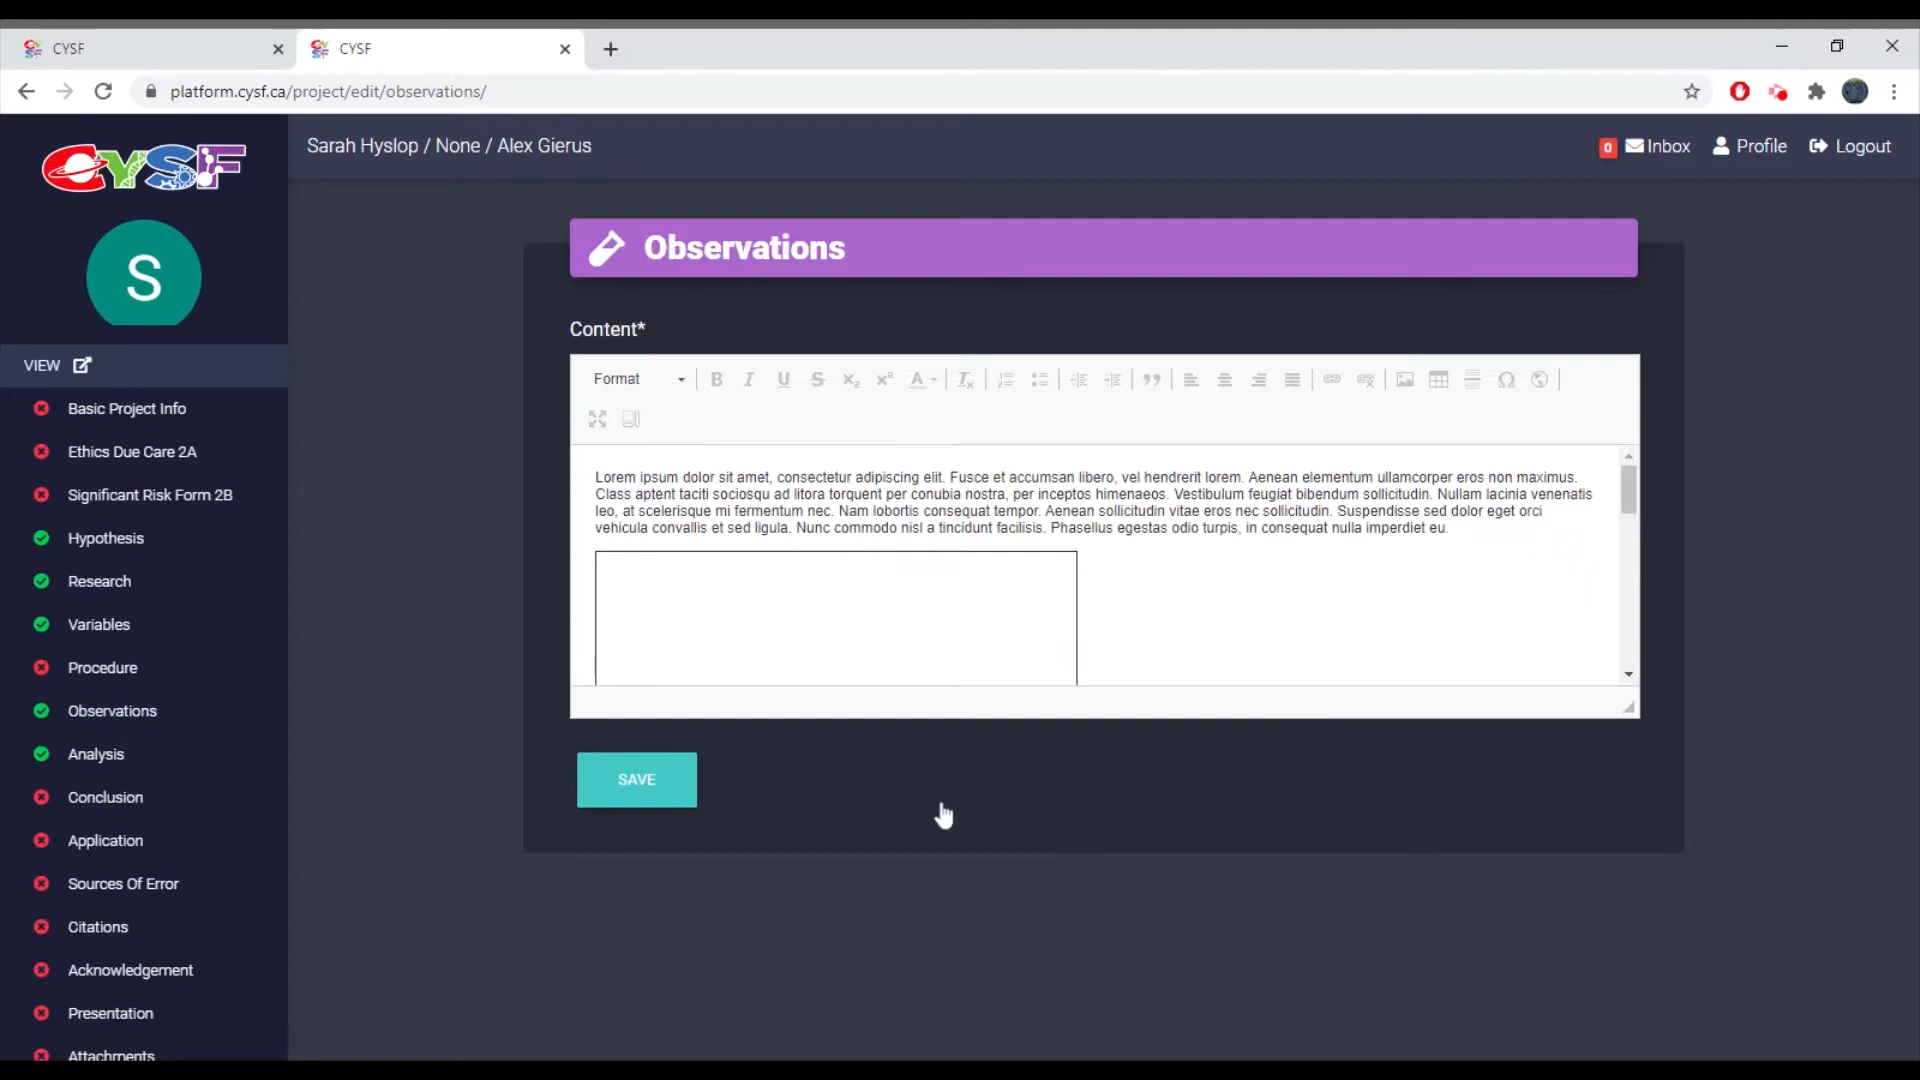 CYSF
CYSF
platform.cysf.ca/project/edit/observations/
CYSF
Sarah Hyslop / None / Alex Gierus
0 Inbox Profile Logout
S
VIEW
Basic Project Info
Ethics Due Care 2A
Significant Risk Form 2B
Hypothesis
Research
Variables
Procedure
Observations
Analysis
Conclusion
Application
Sources Of Error
Citations
Acknowledgement
Presentation
Attachments
Observations
Content*
Format B I U S x₂ x² A Tx Ω
Lorem ipsum dolor sit amet, consectetur adipiscing elit. Fusce et accumsan libero, vel hendrerit lorem. Aenean elementum ullamcorper eros non maximus.
Class aptent taciti sociosqu ad litora torquent per conubia nostra, per inceptos himenaeos. Vestibulum feugiat bibendum sollicitudin. Nullam lacinia venenatis
leo, at scelerisque mi fermentum nec. Nam lobortis consequat tempor. Aenean sollicitudin vitae eros nec sollicitudin. Suspendisse sed dolor eget orci
vehicula convallis et sed ligula. Nunc commodo nisl a tincidunt facilisis. Phasellus egestas odio turpis, in consequat nulla imperdiet eu.
SAVE